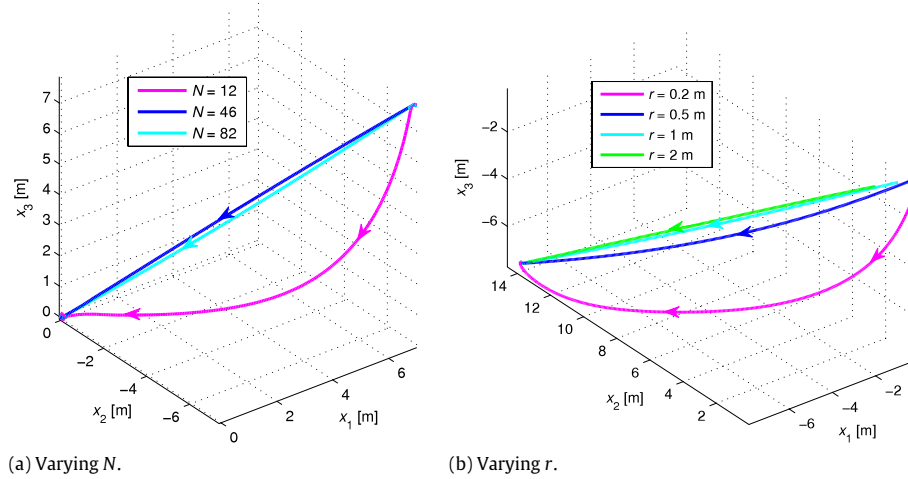 N = 12
N = 46
N = 82
7
6
5
4
3
2
1
0
x3 [m]
0
−2
−4
−6
x2 [m]
0
2
4
6
x1 [m]
(a) Varying N.
r = 0.2 m
r = 0.5 m
r = 1 m
r = 2 m
−2
−4
−6
x3 [m]
14
12
10
8
6
4
2
x2 [m]
−6
−4
−2
x1 [m]
(b) Varying r.